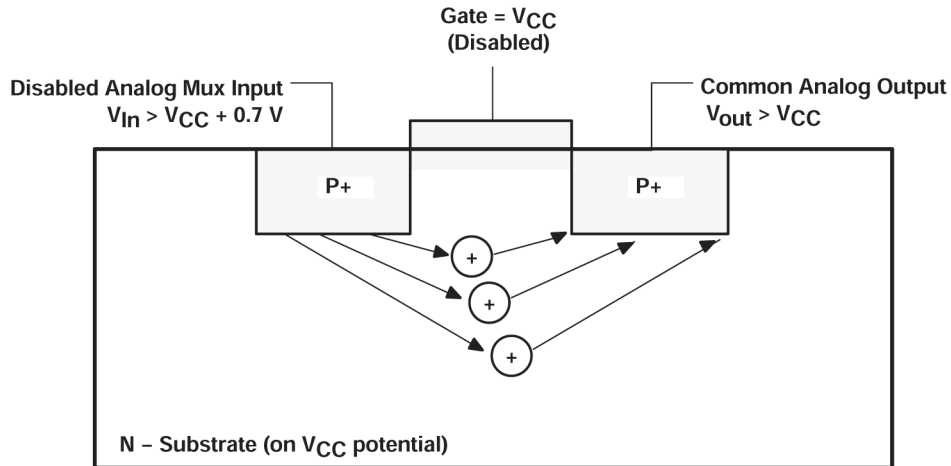 Gate = VCC
(Disabled)
Disabled Analog Mux Input
VIn > VCC + 0.7 V
Common Analog Output
Vout > VCC
P+
P+
+
+
+
N – Substrate (on VCC potential)